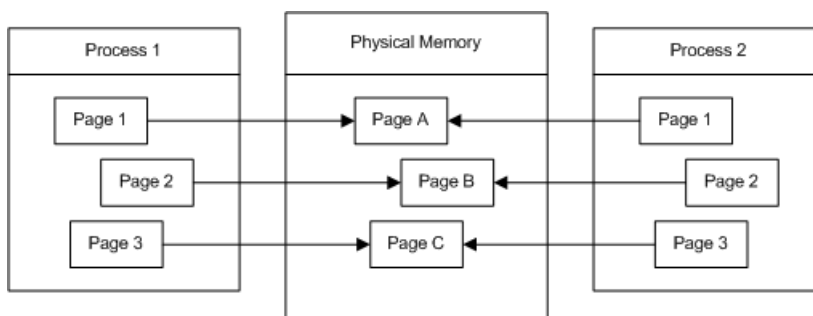 Process 1
Page 1
Page 2
Page 3
Physical Memory
Page A
Page B
Page C
Process 2
Page 1
Page 2
Page 3